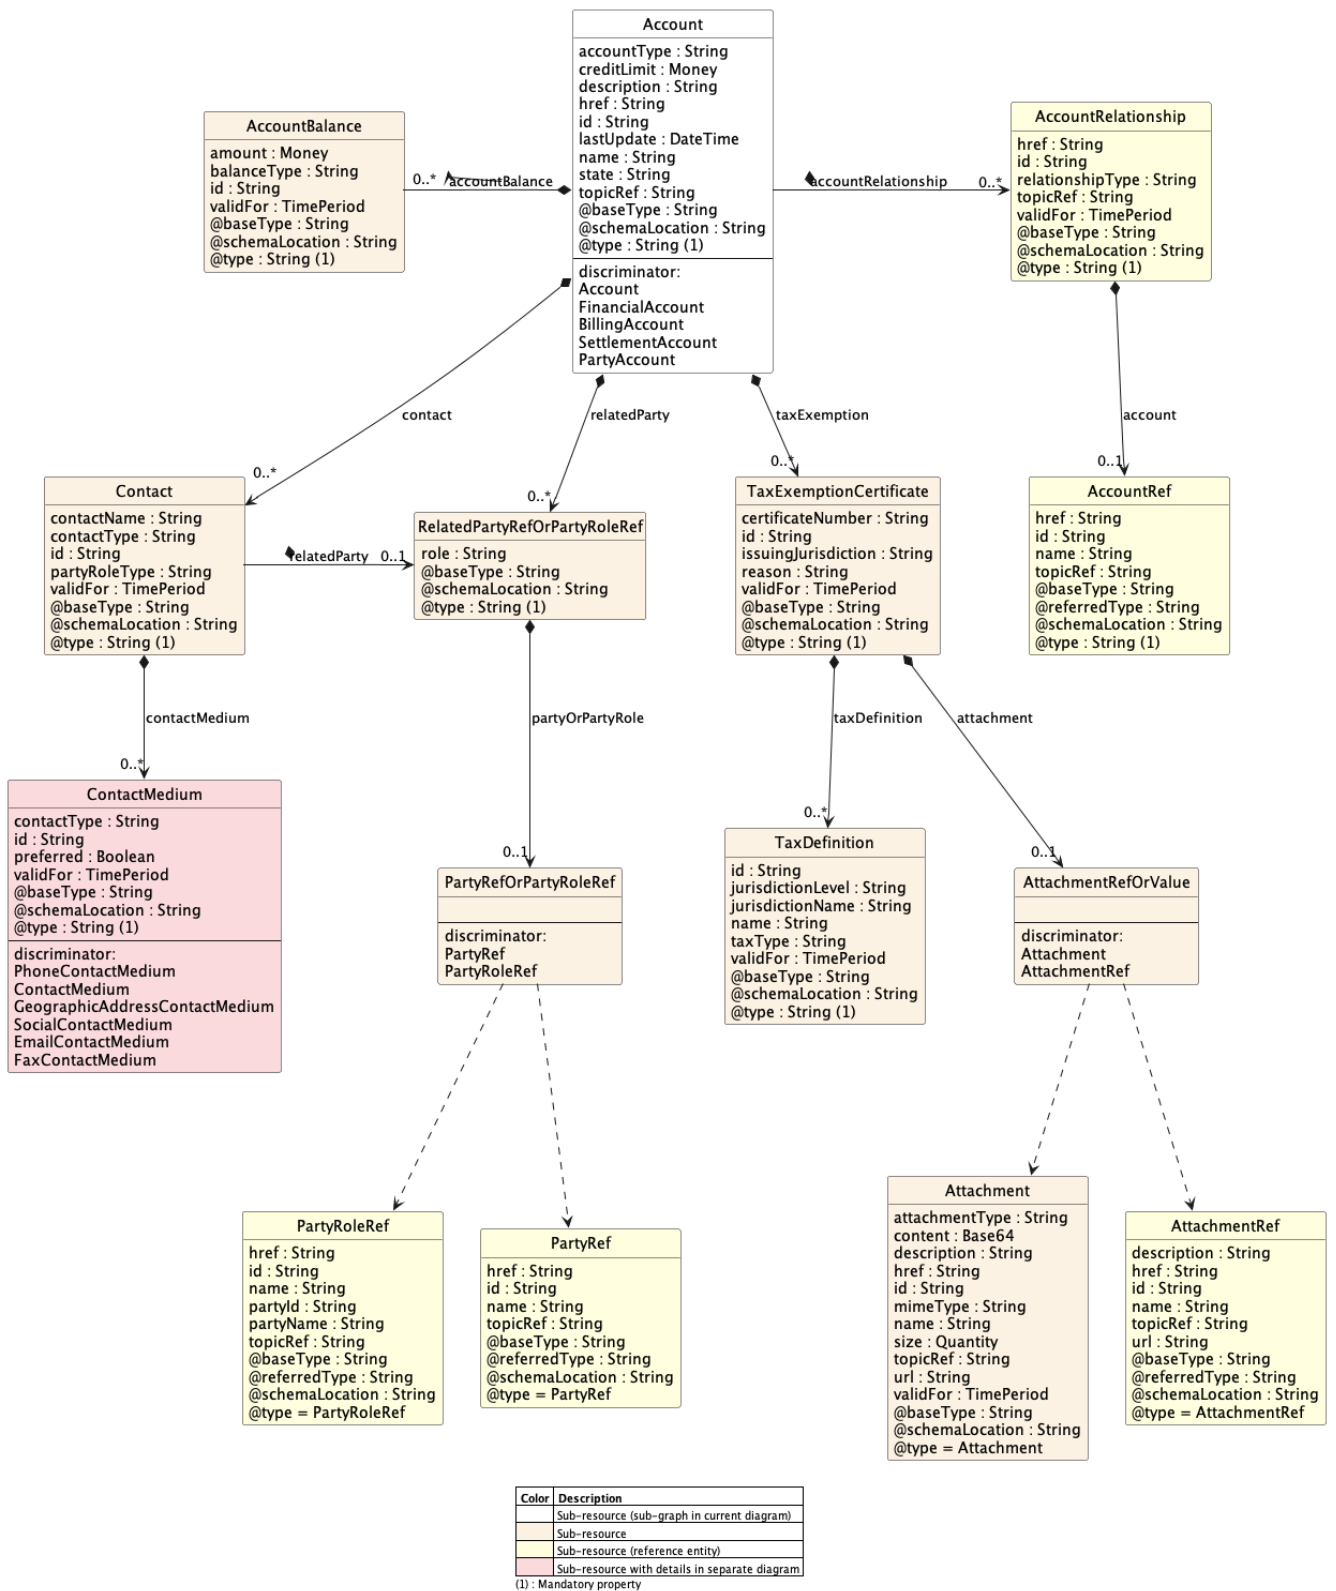 Account
accountType : String
creditLimit : Money
description : String
href : String
id : String
lastUpdate : DateTime
name : String
state : String
topicRef : String
@baseType : String
@schemaLocation : String
@type : String (1)
discriminator:
Account
FinancialAccount
BillingAccount
SettlementAccount
PartyAccount
AccountBalance
amount : Money
balanceType : String
id : String
validFor : TimePeriod
@baseType : String
@schemaLocation : String
@type : String (1)
0..*
accountBalance
accountRelationship
0..*
AccountRelationship
href : String
id : String
relationshipType : String
topicRef : String
validFor : TimePeriod
@baseType : String
@schemaLocation : String
@type : String (1)
contact
0..*
relatedParty
0..*
taxExemption
0..*
account
0..1
Contact
contactName : String
contactType : String
id : String
partyRoleType : String
validFor : TimePeriod
@baseType : String
@schemaLocation : String
@type : String (1)
relatedParty
0..1
RelatedPartyRefOrPartyRoleRef
role : String
@baseType : String
@schemaLocation : String
@type : String (1)
TaxExemptionCertificate
certificateNumber : String
id : String
issuingJurisdiction : String
reason : String
validFor : TimePeriod
@baseType : String
@schemaLocation : String
@type : String (1)
AccountRef
href : String
id : String
name : String
topicRef : String
@baseType : String
@referredType : String
@schemaLocation : String
@type : String (1)
contactMedium
0..*
partyOrPartyRole
0..1
taxDefinition
0..*
attachment
0..1
ContactMedium
contactType : String
id : String
preferred : Boolean
validFor : TimePeriod
@baseType : String
@schemaLocation : String
@type : String (1)
discriminator:
PhoneContactMedium
ContactMedium
GeographicAddressContactMedium
SocialContactMedium
EmailContactMedium
FaxContactMedium
PartyRefOrPartyRoleRef
discriminator:
PartyRef
PartyRoleRef
TaxDefinition
id : String
jurisdictionLevel : String
jurisdictionName : String
name : String
taxType : String
validFor : TimePeriod
@baseType : String
@schemaLocation : String
@type : String (1)
AttachmentRefOrValue
discriminator:
Attachment
AttachmentRef
PartyRoleRef
href : String
id : String
name : String
partyId : String
partyName : String
topicRef : String
@baseType : String
@referredType : String
@schemaLocation : String
@type = PartyRoleRef
PartyRef
href : String
id : String
name : String
topicRef : String
@baseType : String
@referredType : String
@schemaLocation : String
@type = PartyRef
Attachment
attachmentType : String
content : Base64
description : String
href : String
id : String
mimeType : String
name : String
size : Quantity
topicRef : String
url : String
validFor : TimePeriod
@baseType : String
@schemaLocation : String
@type = Attachment
AttachmentRef
description : String
href : String
id : String
name : String
topicRef : String
url : String
@baseType : String
@referredType : String
@schemaLocation : String
@type = AttachmentRef
Color Description
Sub-resource (sub-graph in current diagram)
Sub-resource
Sub-resource (reference entity)
Sub-resource with details in separate diagram
(1) : Mandatory property